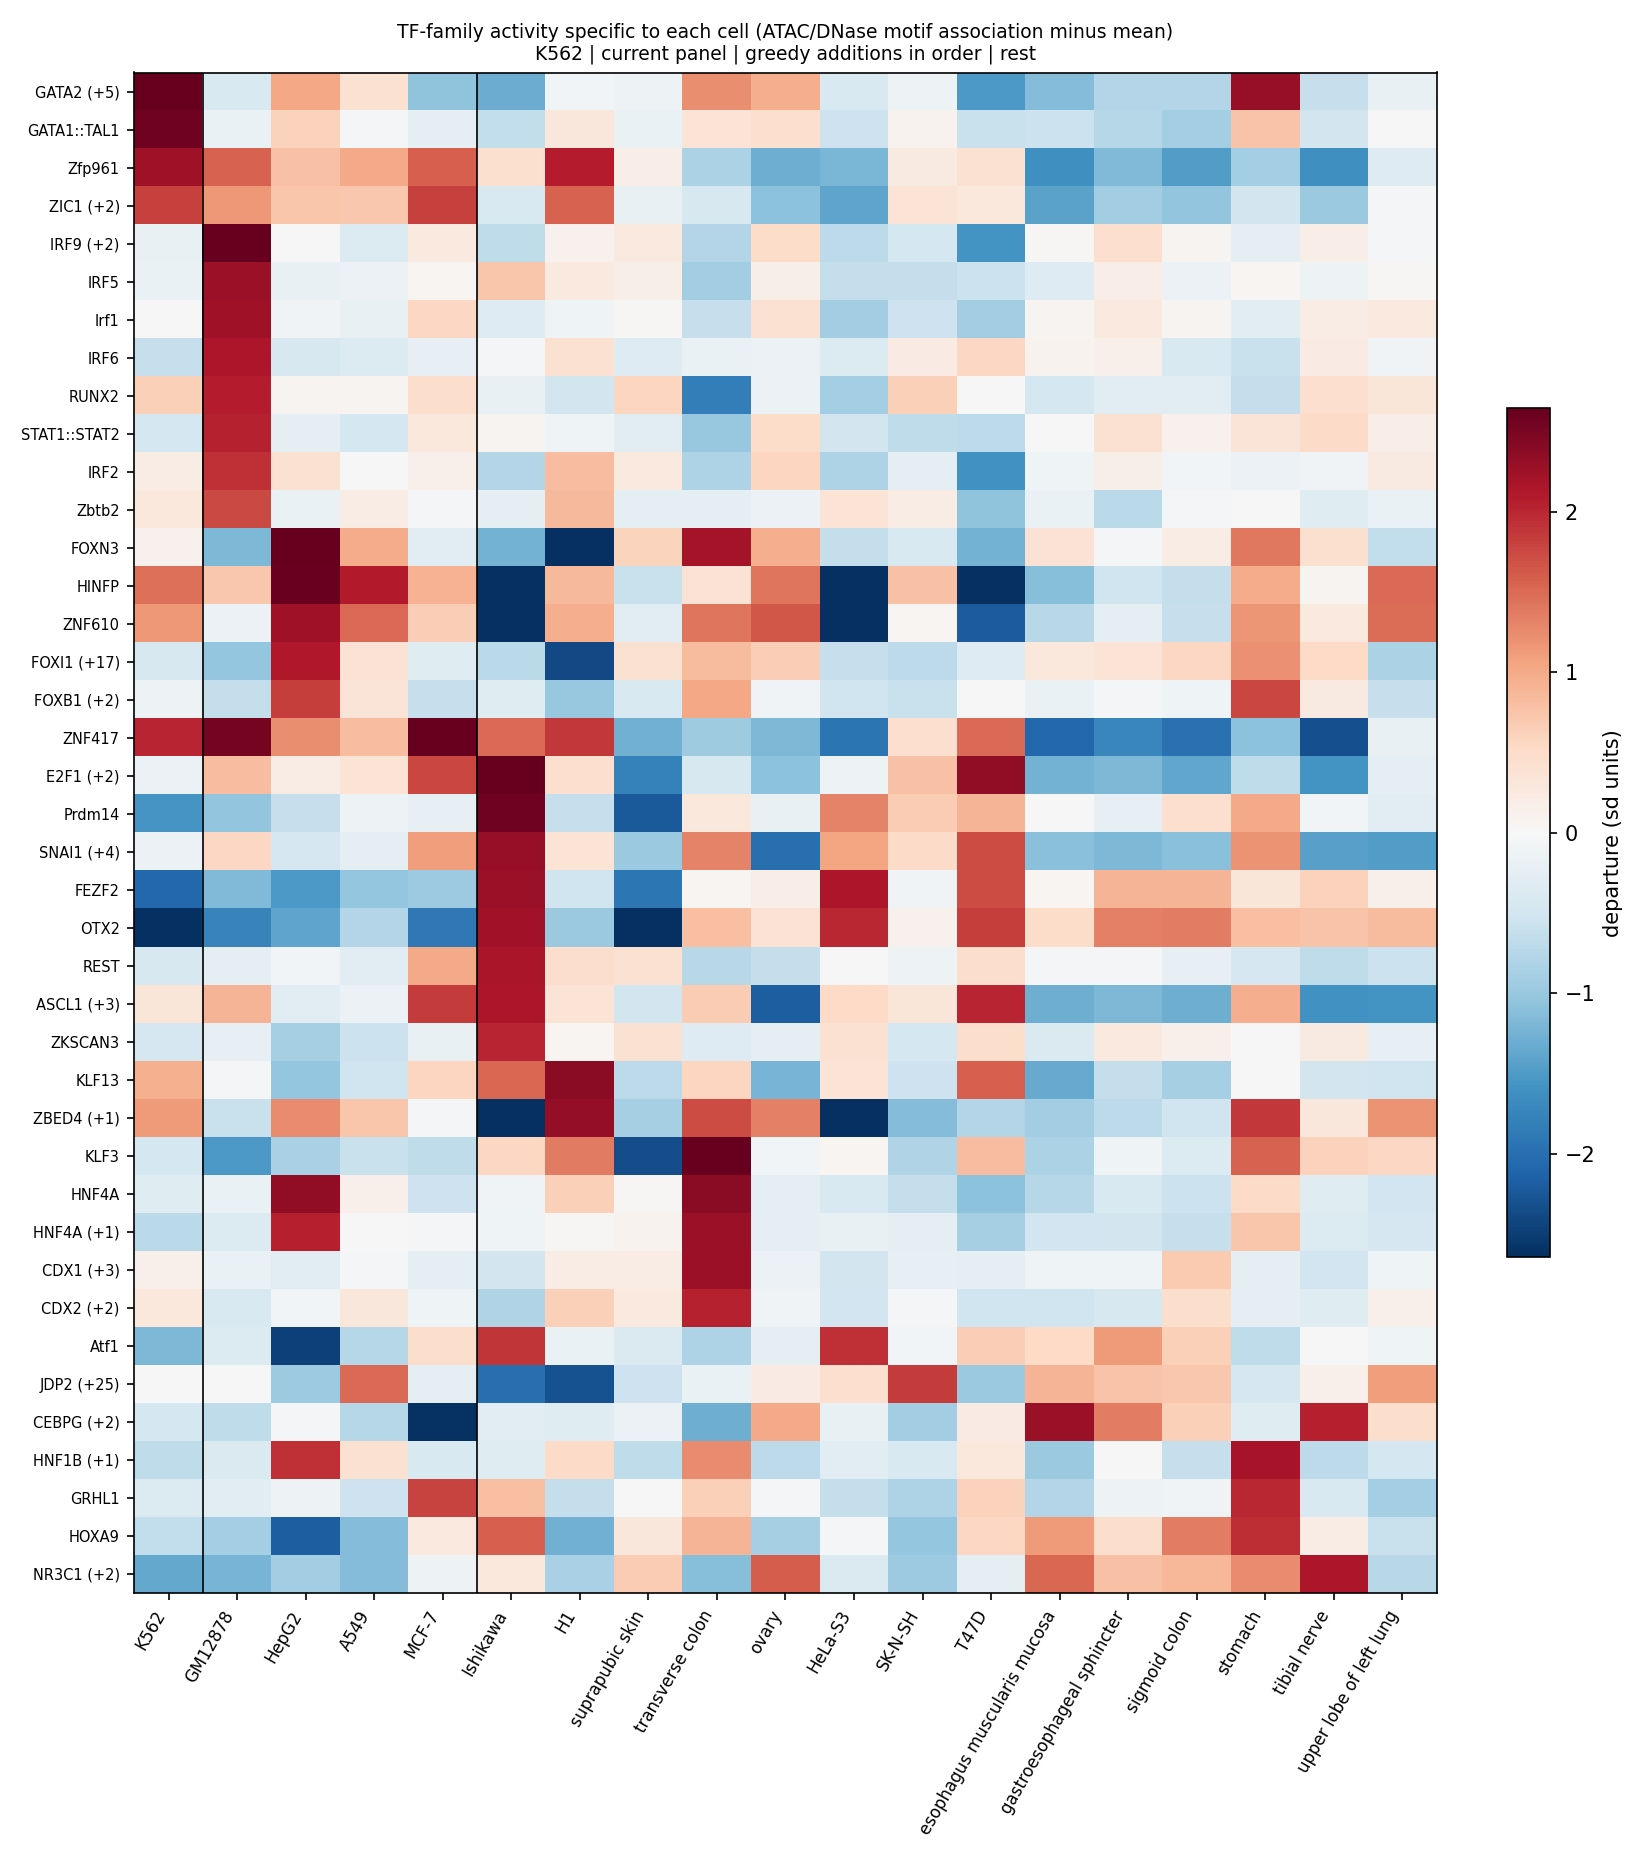 TF-family activity specific to each cell (ATAC/DNase motif association minus mean)
K562 | current panel | greedy additions in order | rest
GATA2 (+5)
GATA1::TAL1
Zfp961
ZIC1 (+2)
IRF9 (+2)
IRF5
Irf1
IRF6
RUNX2
STAT1::STAT2
IRF2
Zbtb2
FOXN3
HINFP
ZNF610
FOXI1 (+17)
FOXB1 (+2)
ZNF417
E2F1 (+2)
Prdm14
SNAI1 (+4)
FEZF2
OTX2
REST
ASCL1 (+3)
ZKSCAN3
KLF13
ZBED4 (+1)
KLF3
HNF4A
HNF4A (+1)
CDX1 (+3)
CDX2 (+2)
Atf1
JDP2 (+25)
CEBPG (+2)
HNF1B (+1)
GRHL1
HOXA9
NR3C1 (+2)
K562
GM12878
HepG2
A549
MCF-7
Ishikawa
H1
suprapubic skin
transverse colon
ovary
HeLa-S3
SK-N-SH
T47D
esophagus muscularis mucosa
gastroesophageal sphincter
sigmoid colon
stomach
tibial nerve
upper lobe of left lung
2
1
0
−1
−2
departure (sd units)